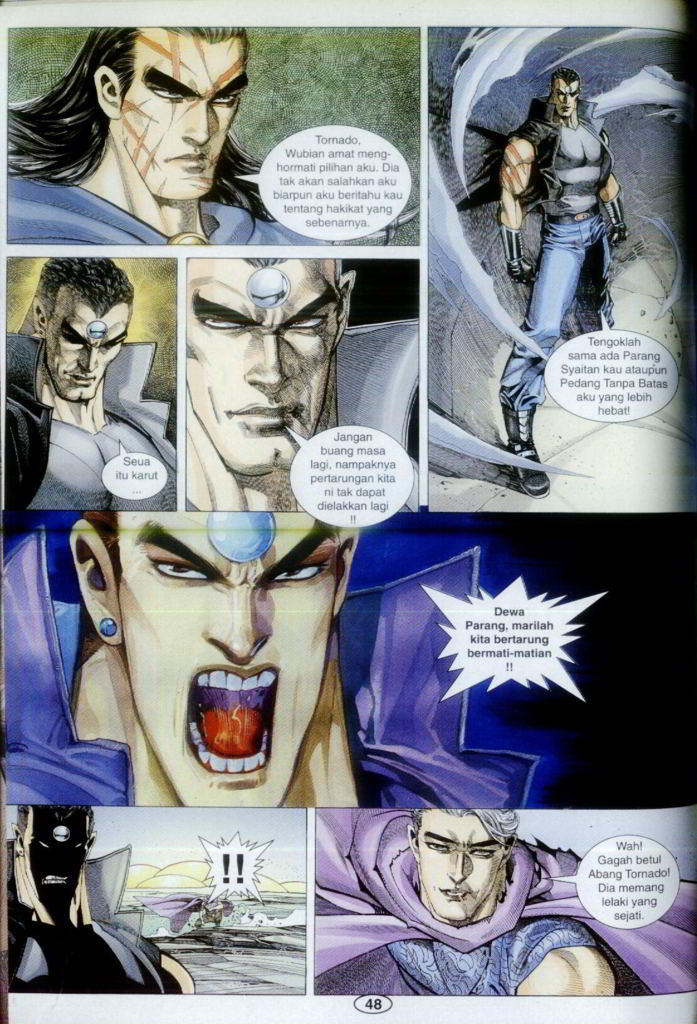 Tornado,
Wubian amat meng-
hormati pilihan aku. Dia
tak akan salahkan aku
biarpun aku beritahu kau
tentang hakikat yang
sebenarnya.
Tengoklah
sama ada Parang
Syaitan kau ataupun
Pedang Tanpa Batas
aku yang lebih
hebat!
Seua
itu karut
...
Jangan
buang masa
lagi, nampaknya
pertarungan kita
ni tak dapat
dielakkan lagi
!!
Dewa
Parang, marilah
kita bertarung
bermati-matian
!!
!!
Wah!
Gagah betul
Abang Tornado!
Dia memang
lelaki yang
sejati.
48